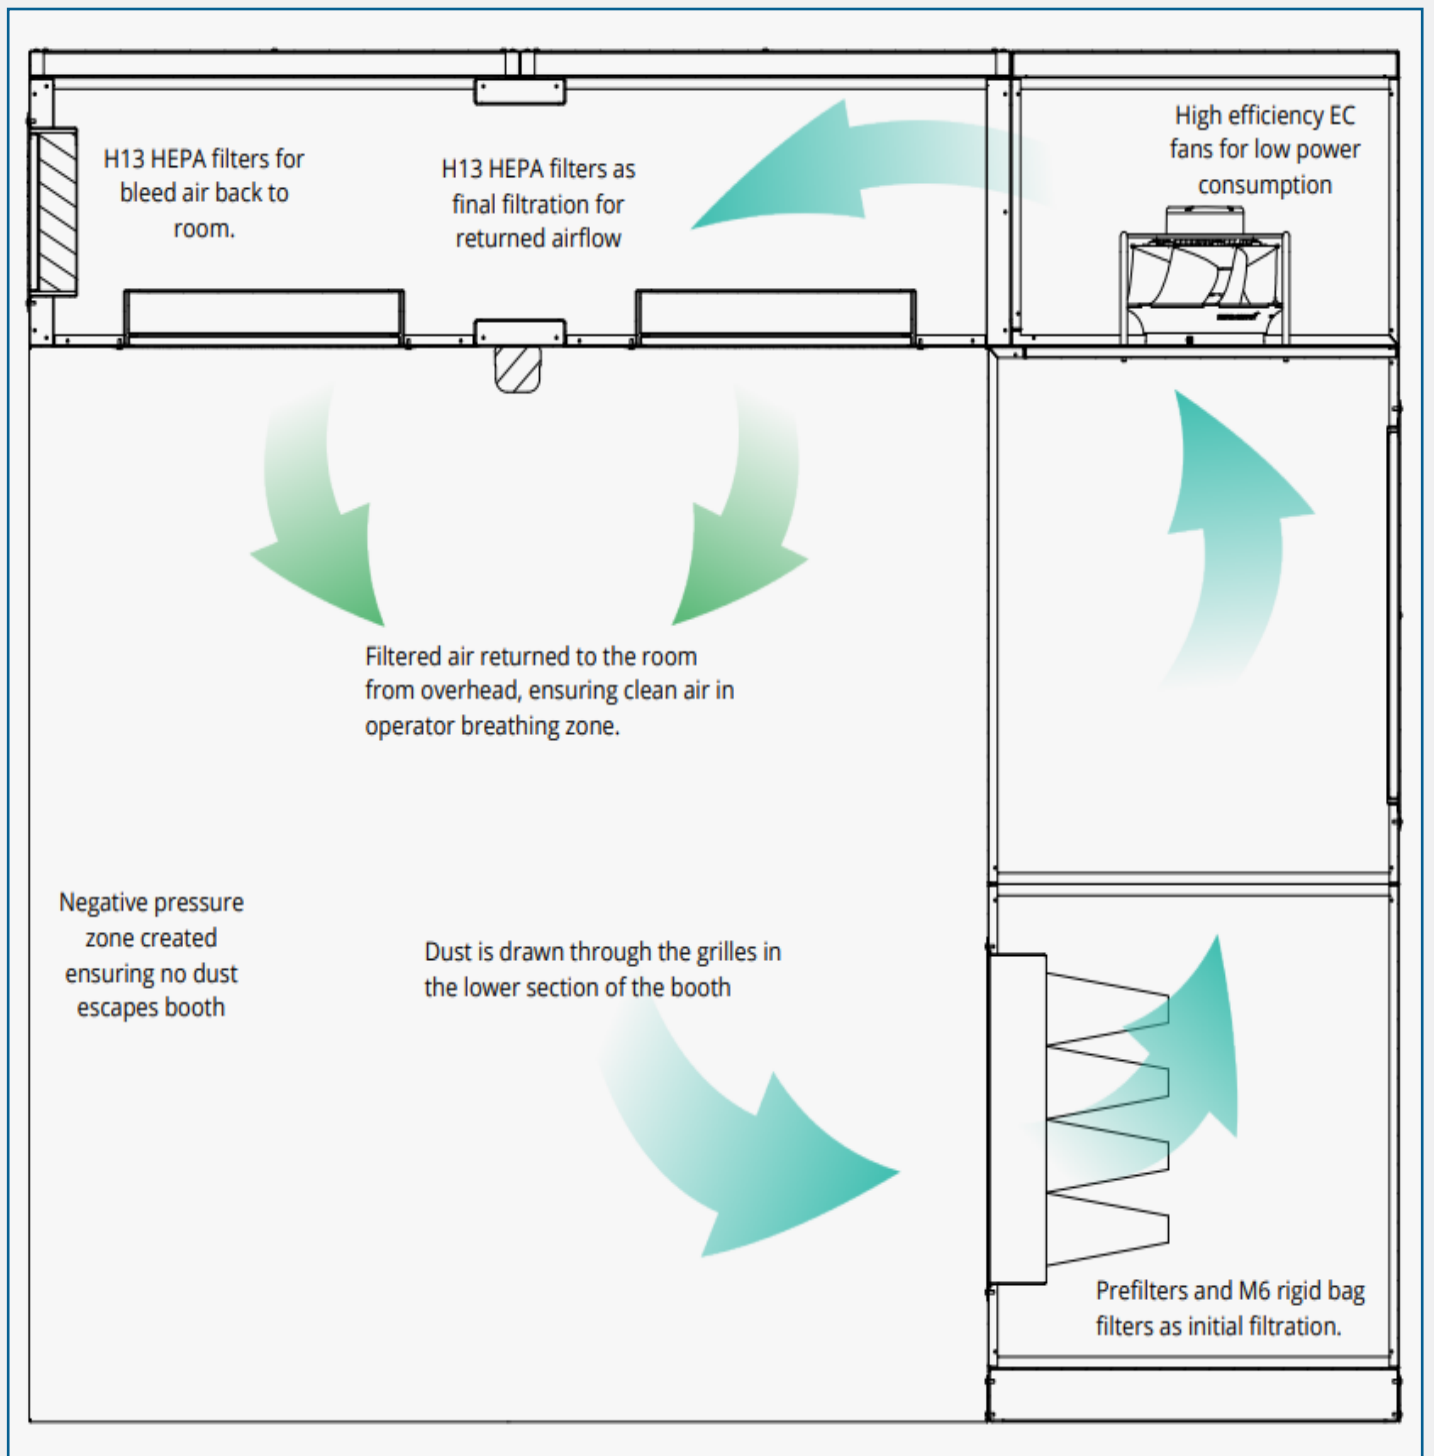 High efficiency EC
fans for low power
consumption
H13 HEPA filters for
bleed air back to
room.
H13 HEPA filters as
final filtration for
returned airflow
Filtered air returned to the room
from overhead, ensuring clean air in
operator breathing zone.
Negative pressure
zone created
ensuring no dust
escapes booth
Dust is drawn through the grilles in
the lower section of the booth
Prefilters and M6 rigid bag
filters as initial filtration.